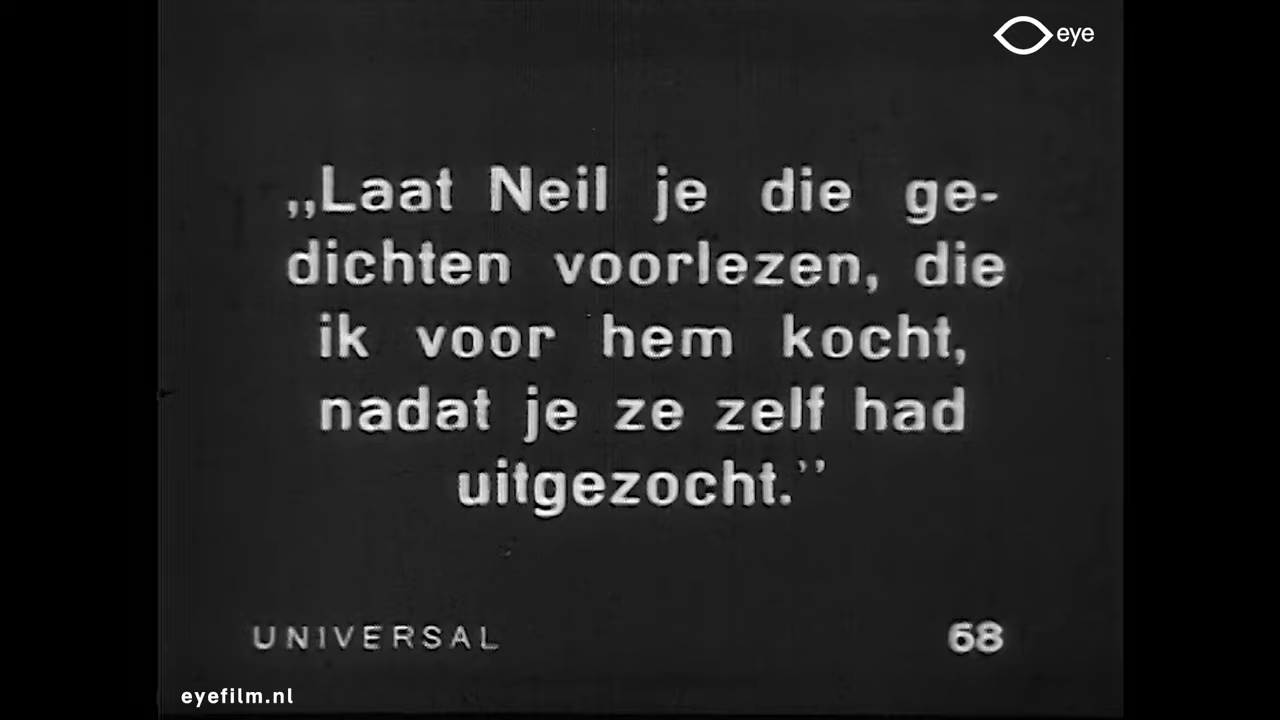 eye
,,Laat Neil je die ge-
dichten voorlezen, die
ik voor hem kocht,
nadat je ze zelf had
uitgezocht.''
UNIVERSAL 68
eyefilm.nl